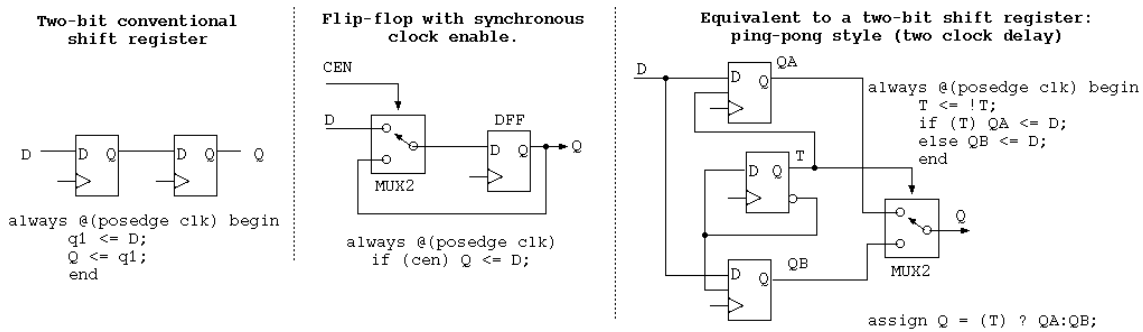 Two-bit conventional
shift register
D
D Q
D Q
Q
always @(posedge clk) begin
q1 <= D;
Q <= q1;
end
Flip-flop with synchronous
clock enable.
CEN
D
MUX2
DFF
D Q
Q
always @(posedge clk)
if (cen) Q <= D;
Equivalent to a two-bit shift register:
ping-pong style (two clock delay)
D
D Q
QA
always @(posedge clk) begin
T <= !T;
if (T) QA <= D;
else QB <= D;
end
D Q
T
Q
MUX2
D Q
QB
assign Q = (T) ? QA:QB;